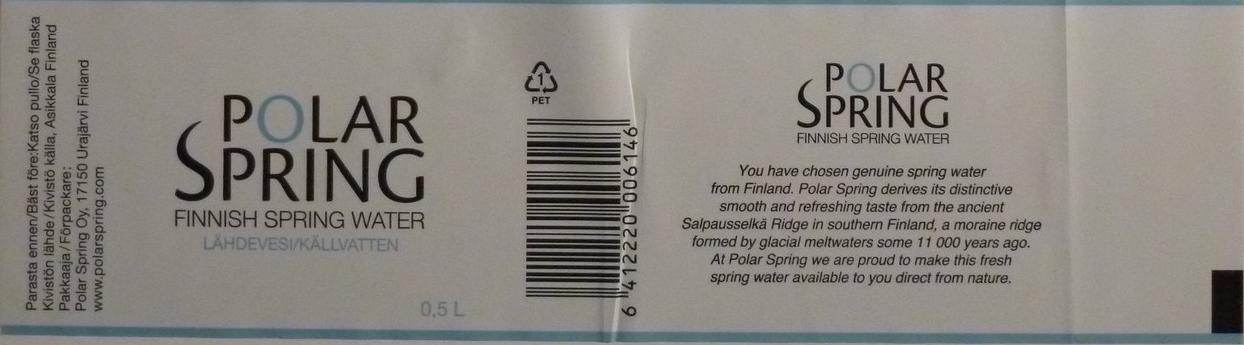 Parasta ennen/Bäst före:Katso pullo/Se flaska
Kivistön lähde/Kivistö källa, Asikkala Finland
Pakkaaja/Förpackare:
Polar Spring Oy, 17150 Urajärvi Finland
www.polarspring.com
POLAR
SPRING
FINNISH SPRING WATER
LÄHDEVESI/KÄLLVATTEN
0,5 L
1
PET
6 412220 006146
POLAR
SPRING
FINNISH SPRING WATER
You have chosen genuine spring water
from Finland. Polar Spring derives its distinctive
smooth and refreshing taste from the ancient
Salpausselkä Ridge in southern Finland, a moraine ridge
formed by glacial meltwaters some 11 000 years ago.
At Polar Spring we are proud to make this fresh
spring water available to you direct from nature.